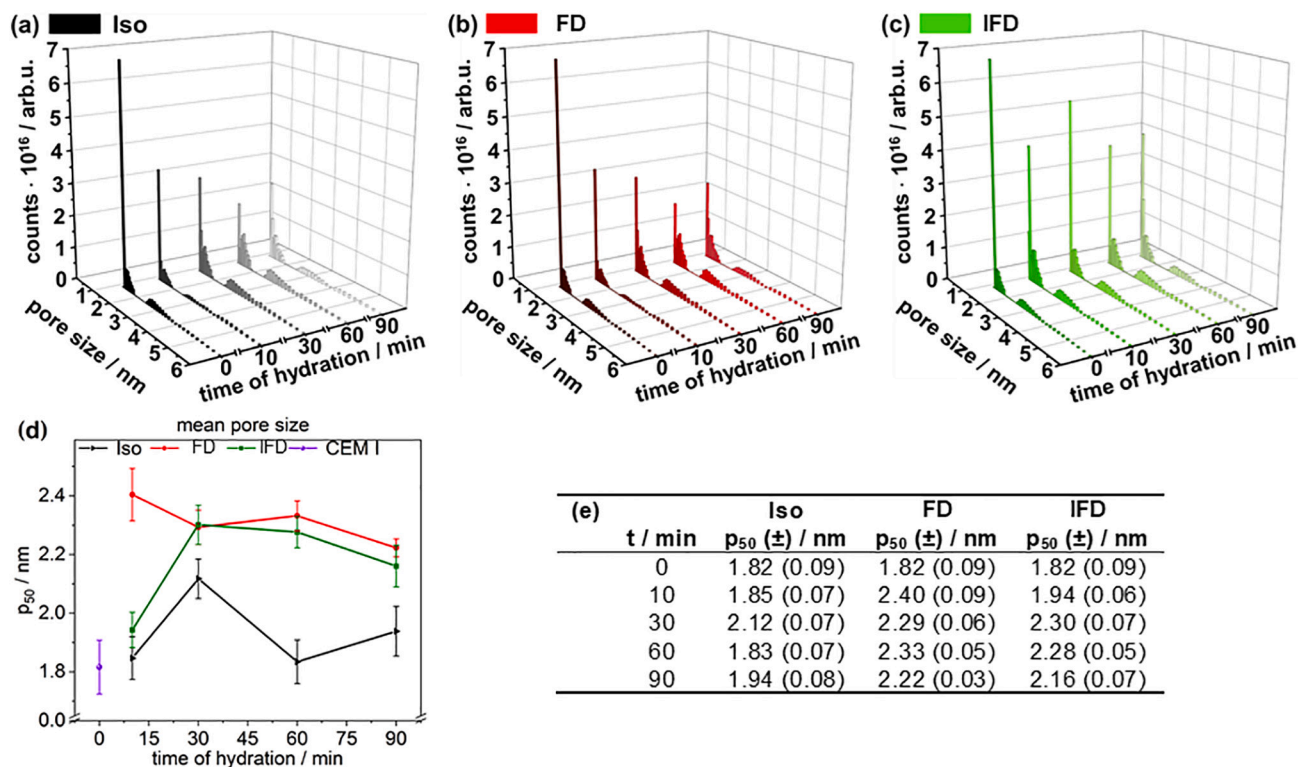 (a) Iso
counts · 10¹⁶ / arb.u.
7
6
5
4
3
2
1
0
1
2
3
4
5
6
pore size / nm
0 10 30 60 90
time of hydration / min
(b) FD
counts · 10¹⁶ / arb.u.
7
6
5
4
3
2
1
0
1
2
3
4
5
6
pore size / nm
0 10 30 60 90
time of hydration / min
(c) IFD
counts · 10¹⁶ / arb.u.
7
6
5
4
3
2
1
0
1
2
3
4
5
6
pore size / nm
0 10 30 60 90
time of hydration / min
(d) mean pore size
Iso FD IFD CEM I
p₅₀ / nm
2.4
2.2
2.0
1.8
0.0
0 15 30 45 60 75 90
time of hydration / min
(e) Iso FD IFD
t / min p₅₀ (±) / nm p₅₀ (±) / nm p₅₀ (±) / nm
0 1.82 (0.09) 1.82 (0.09) 1.82 (0.09)
10 1.85 (0.07) 2.40 (0.09) 1.94 (0.06)
30 2.12 (0.07) 2.29 (0.06) 2.30 (0.07)
60 1.83 (0.07) 2.33 (0.05) 2.28 (0.05)
90 1.94 (0.08) 2.22 (0.03) 2.16 (0.07)